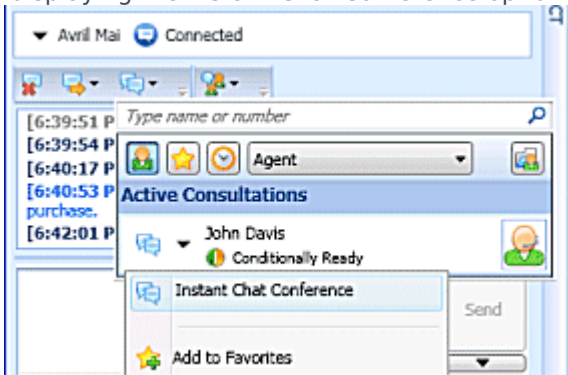 Avril Mai Connected
[6:39:51 P
[6:39:54 P
[6:40:17 P
[6:40:53 P
purchase.
[6:42:01 P
Type name or number
Agent
Active Consultations
John Davis
Conditionally Ready
Instant Chat Conference
Send
Add to Favorites